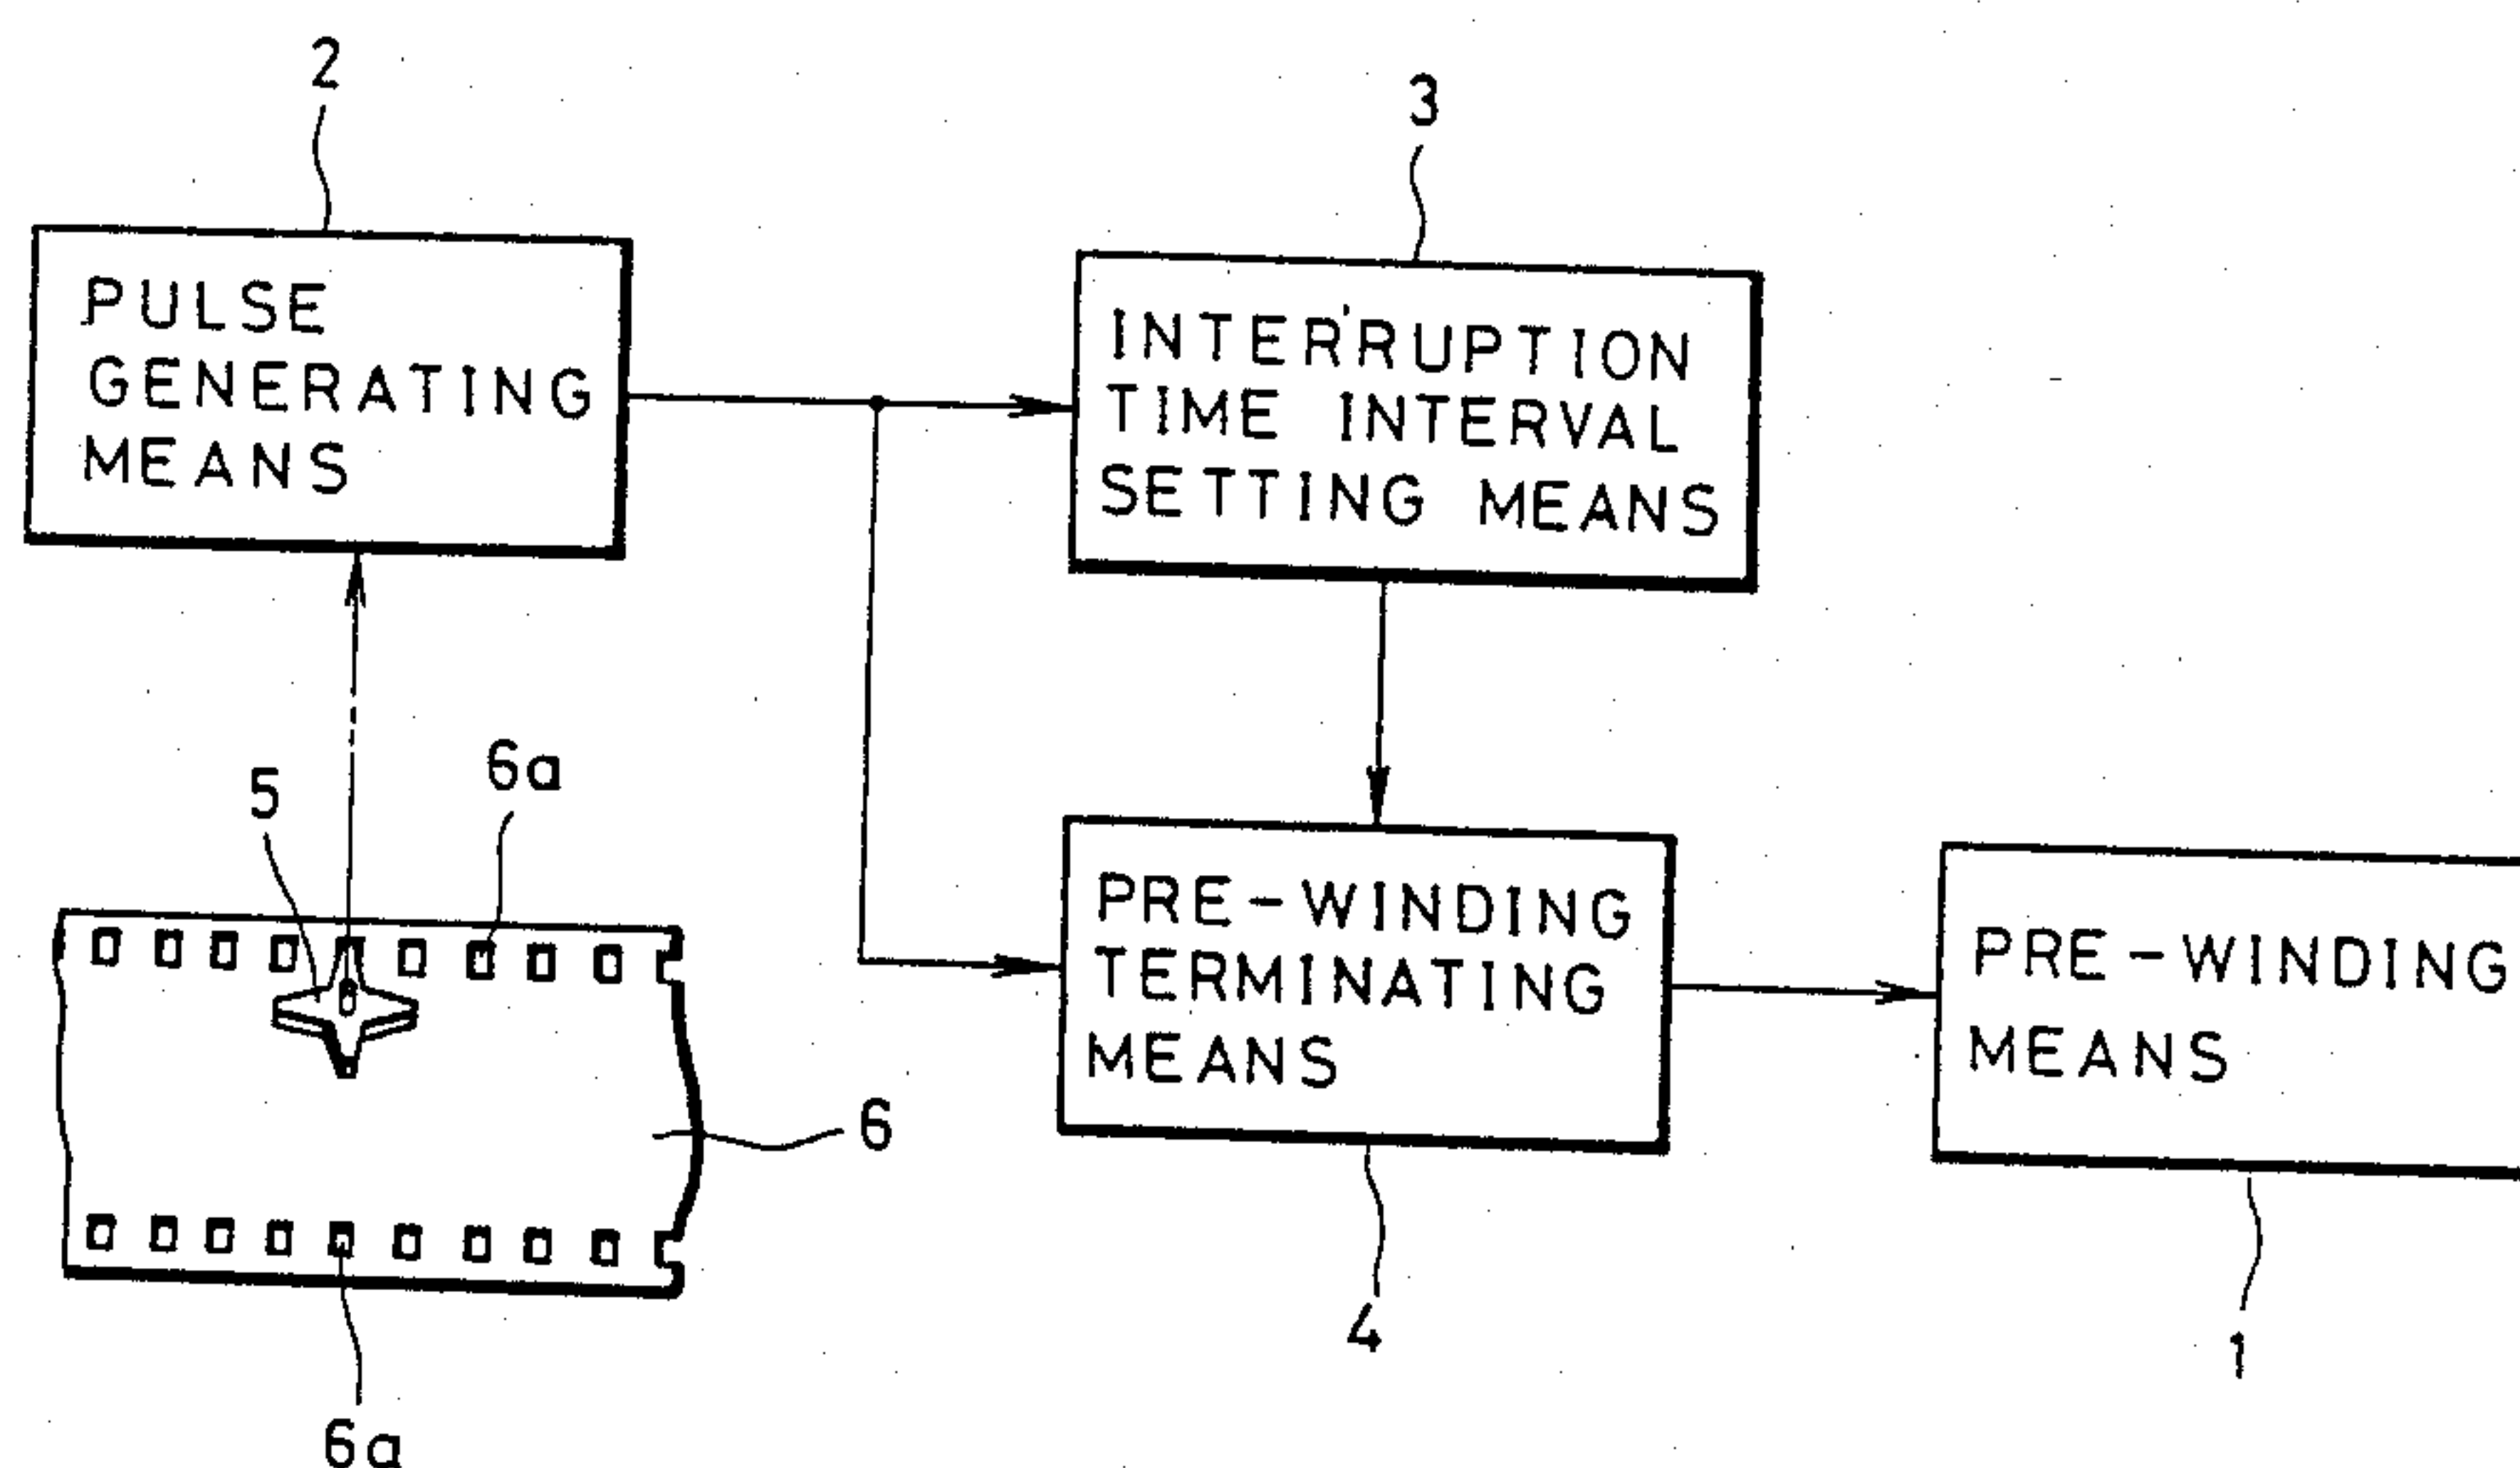 2
3
PULSE
GENERATING
MEANS
INTERRUPTION
TIME INTERVAL
SETTING MEANS
5
6a
PRE-WINDING
TERMINATING
MEANS
PRE-WINDING
MEANS
6
4
1
6a